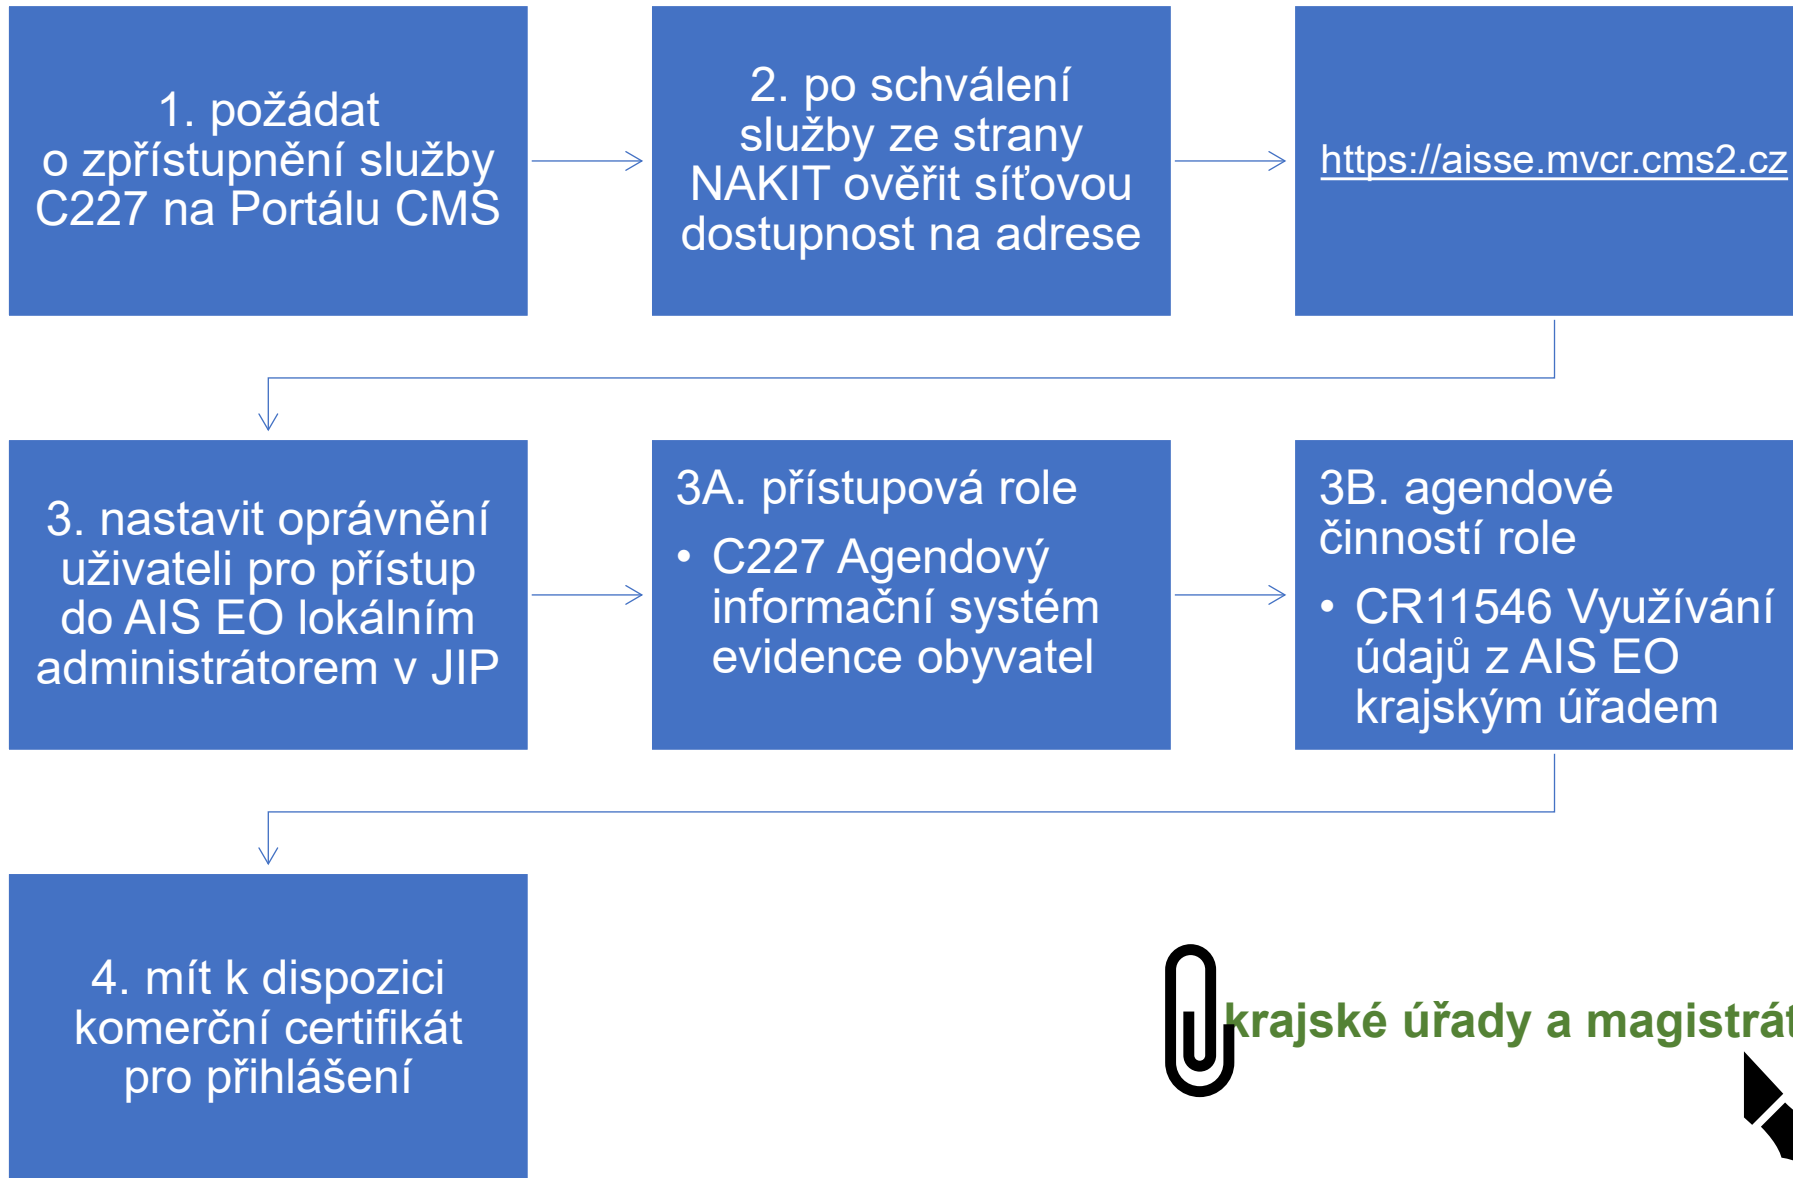 1. požádat
o zpřístupnění služby
C227 na Portálu CMS
2. po schválení
služby ze strany
NAKIT ověřit síťovou
dostupnost na adrese
https://aisse.mvcr.cms2.cz
3. nastavit oprávnění
uživateli pro přístup
do AIS EO lokálním
administrátorem v JIP
3A. přístupová role
• C227 Agendový
informační systém
evidence obyvatel
3B. agendové
činností role
• CR11546 Využívání
údajů z AIS EO
krajským úřadem
4. mít k dispozici
komerční certifikát
pro přihlášení
krajské úřady a